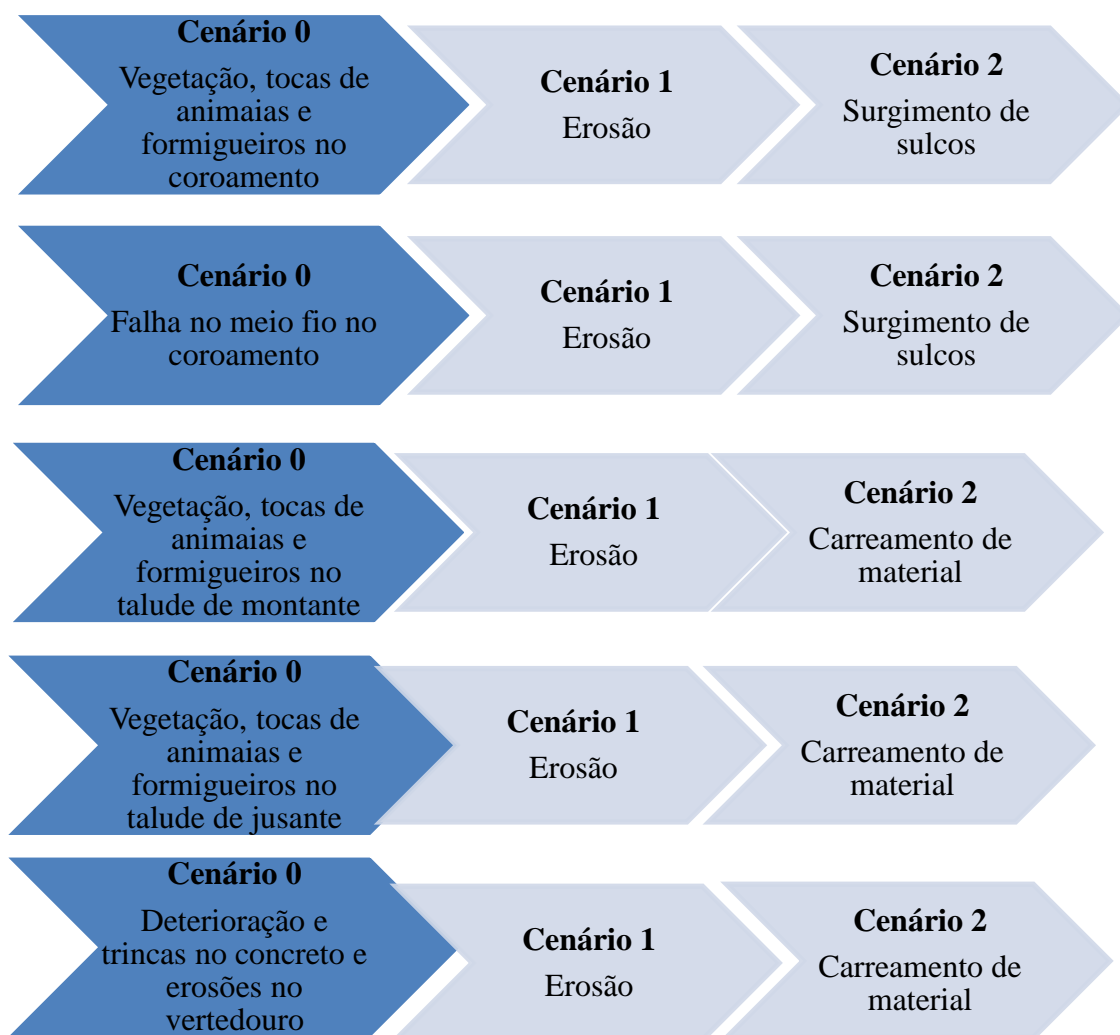 Cenário 0
Vegetação, tocas de
animaias e
formigueiros no
coroamento
Cenário 1
Erosão
Cenário 2
Surgimento de
sulcos
Cenário 0
Falha no meio fio no
coroamento
Cenário 1
Erosão
Cenário 2
Surgimento de
sulcos
Cenário 0
Vegetação, tocas de
animaias e
formigueiros no
talude de montante
Cenário 1
Erosão
Cenário 2
Carreamento de
material
Cenário 0
Vegetação, tocas de
animaias e
formigueiros no
talude de jusante
Cenário 1
Erosão
Cenário 2
Carreamento de
material
Cenário 0
Deterioração e
trincas no concreto e
erosões no
vertedouro
Cenário 1
Erosão
Cenário 2
Carreamento de
material